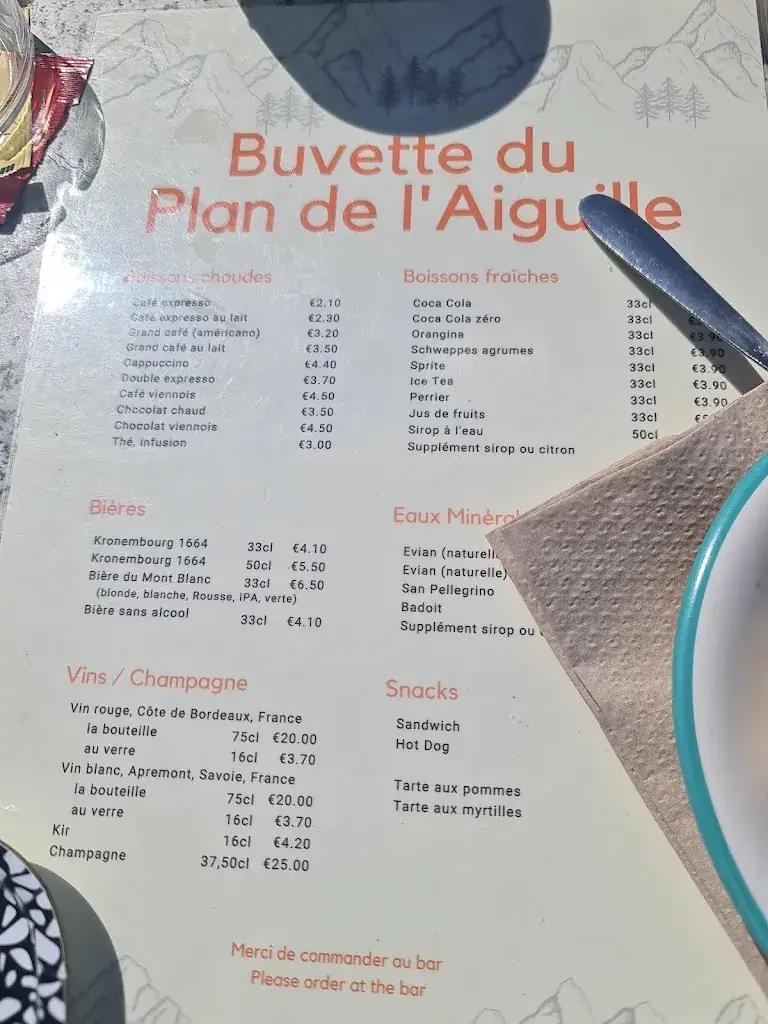 Buvette du
Plan de l'Aiguille
Boissons chaudes
Café expresso €2.10
Café expresso au lait €2.30
Grand café (américano) €3.20
Grand café au lait €3.50
Cappuccino €4.40
Double expresso €3.70
Café viennois €4.50
Chocolat chaud €3.50
Chocolat viennois €4.50
Thé, infusion €3.00
Boissons fraîches
Coca Cola 33cl
Coca Cola zéro 33cl
Orangina 33cl €3.90
Schweppes agrumes 33cl €3.90
Sprite 33cl €3.90
Ice Tea 33cl €3.90
Perrier 33cl €3.90
Jus de fruits 33cl
Sirop à l'eau 50cl
Supplément sirop ou citron
Bières
Kronembourg 1664 33cl €4.10
Kronembourg 1664 50cl €5.50
Bière du Mont Blanc 33cl €6.50
(blonde, blanche, Rousse, IPA, verte)
Bière sans alcool 33cl €4.10
Eaux
Evian
Evian (naturelle)
San Pellegrino
Badoit
Supplément sirop ou
Vins / Champagne
Vin rouge, Côte de Bordeaux, France
la bouteille 75cl €20.00
au verre 16cl €3.70
Vin blanc, Apremont, Savoie, France
la bouteille 75cl €20.00
au verre 16cl €3.70
Kir 16cl €4.20
Champagne 37,50cl €25.00
Snacks
Sandwich
Hot Dog
Tarte aux pommes
Tarte aux myrtilles
Merci de commander au bar
Please order at the bar